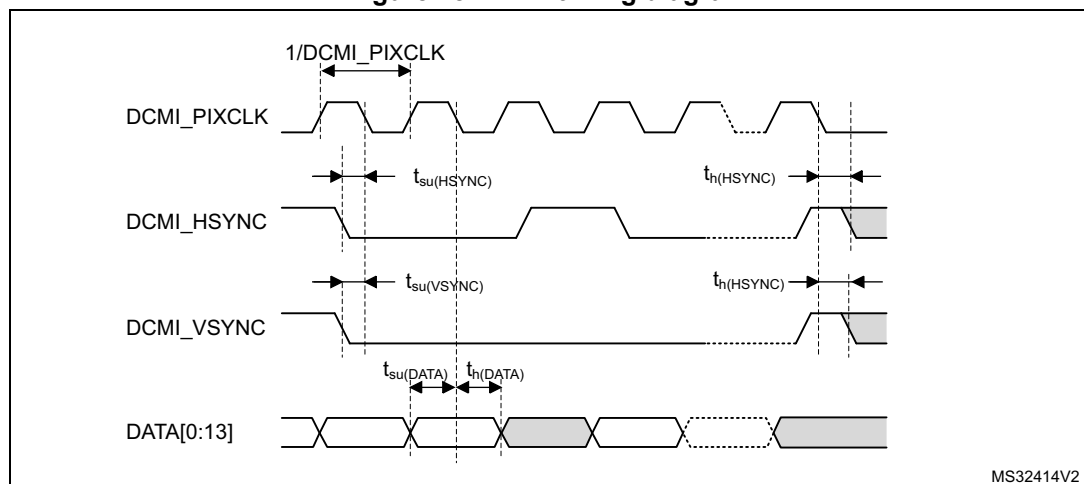 1/DCMI_PIXCLK
DCMI_PIXCLK
tsu(HSYNC)
th(HSYNC)
DCMI_HSYNC
tsu(VSYNC)
th(HSYNC)
DCMI_VSYNC
tsu(DATA)
th(DATA)
DATA[0:13]
MS32414V2